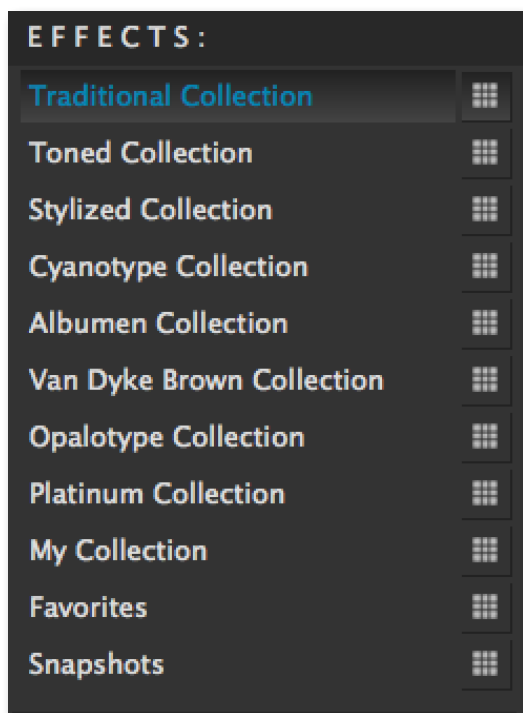 EFFECTS:
Traditional Collection
Toned Collection
Stylized Collection
Cyanotype Collection
Albumen Collection
Van Dyke Brown Collection
Opalotype Collection
Platinum Collection
My Collection
Favorites
Snapshots